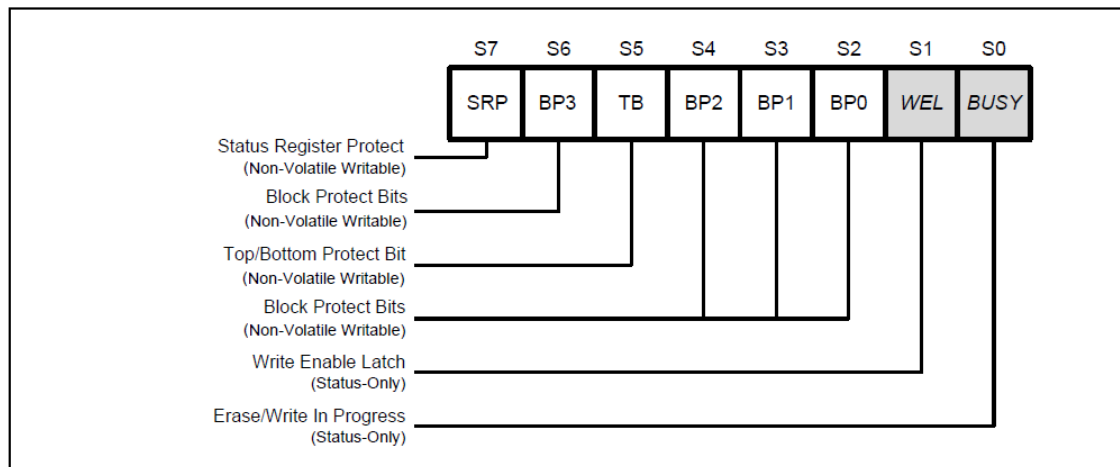 S7 S6 S5 S4 S3 S2 S1 S0
SRP BP3 TB BP2 BP1 BP0 WEL BUSY
Status Register Protect
(Non-Volatile Writable)
Block Protect Bits
(Non-Volatile Writable)
Top/Bottom Protect Bit
(Non-Volatile Writable)
Block Protect Bits
(Non-Volatile Writable)
Write Enable Latch
(Status-Only)
Erase/Write In Progress
(Status-Only)